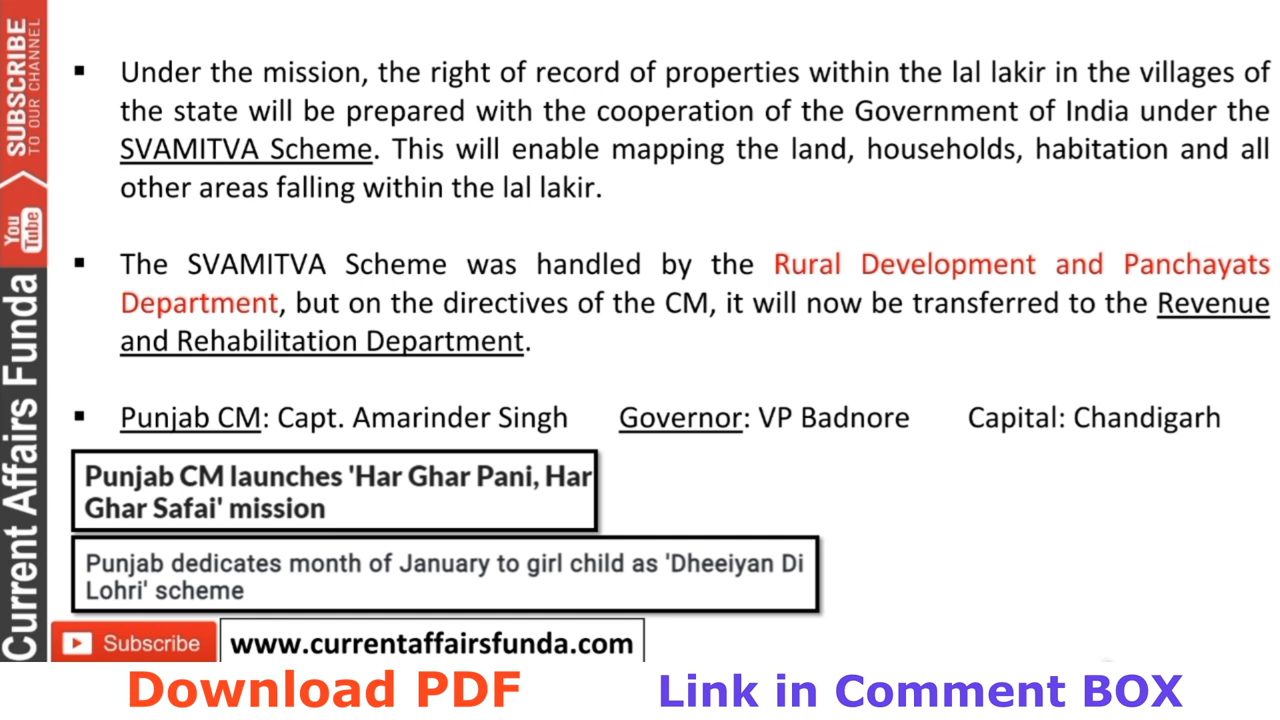 SUBSCRIBE
TO OUR CHANNEL
You
Tube
Current Affairs Funda
▪ Under the mission, the right of record of properties within the lal lakir in the villages of
the state will be prepared with the cooperation of the Government of India under the
SVAMITVA Scheme. This will enable mapping the land, households, habitation and all
other areas falling within the lal lakir.
▪ The SVAMITVA Scheme was handled by the Rural Development and Panchayats
Department, but on the directives of the CM, it will now be transferred to the Revenue
and Rehabilitation Department.
▪ Punjab CM: Capt. Amarinder Singh Governor: VP Badnore Capital: Chandigarh
Punjab CM launches 'Har Ghar Pani, Har
Ghar Safai' mission
Punjab dedicates month of January to girl child as 'Dheeiyan Di
Lohri' scheme
Subscribe www.currentaffairsfunda.com
Download PDF Link in Comment BOX